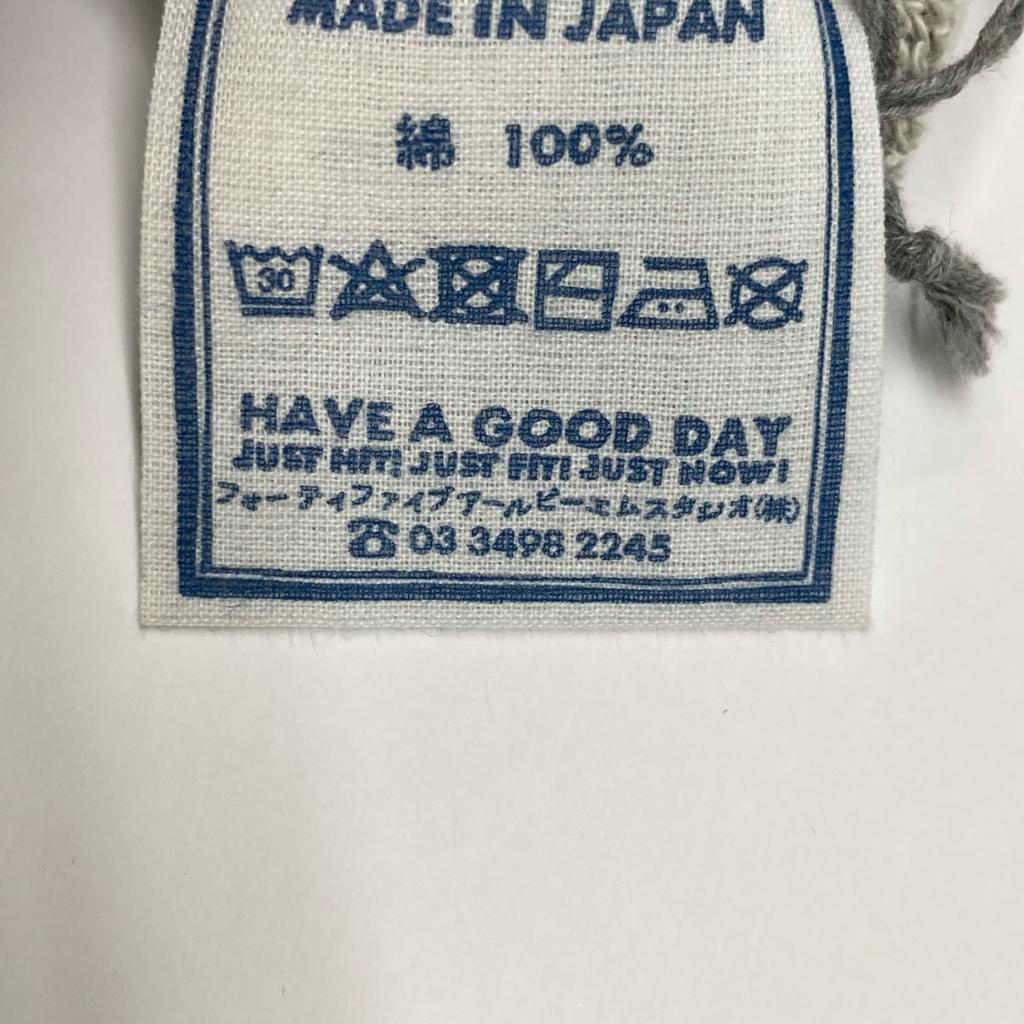 MADE IN JAPAN
綿 100%
30
HAVE A GOOD DAY
JUST HIT! JUST FIT! JUST NOW!
フォーティファイブアールピーエムスタジオ(株)
☎03 3498 2245